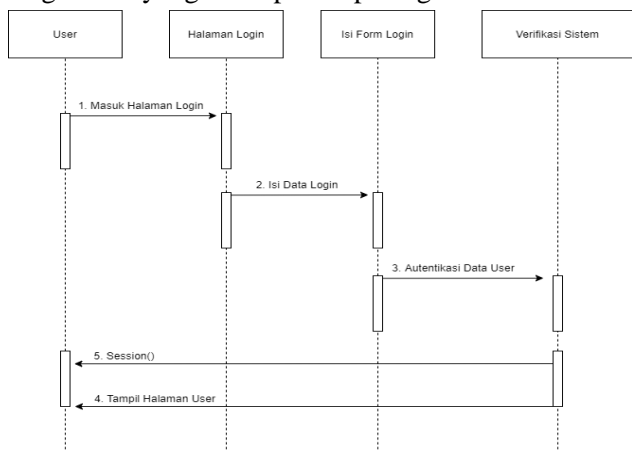 User
Halaman Login
Isi Form Login
Verifikasi Sistem
1. Masuk Halaman Login
2. Isi Data Login
3. Autentikasi Data User
5. Session()
4. Tampil Halaman User